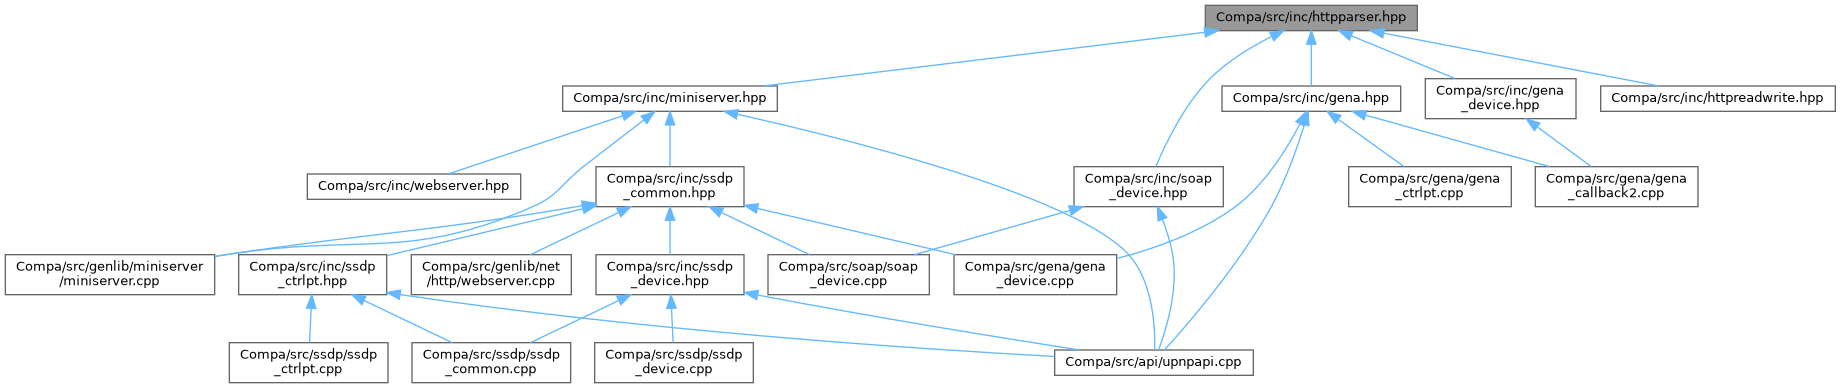 Compa/src/inc/httpparser.hpp
Compa/src/inc/miniserver.hpp
Compa/src/inc/gena.hpp
Compa/src/inc/gena
_device.hpp
Compa/src/inc/httpreadwrite.hpp
Compa/src/inc/webserver.hpp
Compa/src/inc/ssdp
_common.hpp
Compa/src/inc/soap
_device.hpp
Compa/src/gena/gena
_ctrlpt.cpp
Compa/src/gena/gena
_callback2.cpp
Compa/src/genlib/miniserver
/miniserver.cpp
Compa/src/inc/ssdp
_ctrlpt.hpp
Compa/src/genlib/net
/http/webserver.cpp
Compa/src/inc/ssdp
_device.hpp
Compa/src/soap/soap
_device.cpp
Compa/src/gena/gena
_device.cpp
Compa/src/ssdp/ssdp
_ctrlpt.cpp
Compa/src/ssdp/ssdp
_common.cpp
Compa/src/ssdp/ssdp
_device.cpp
Compa/src/api/upnpapi.cpp